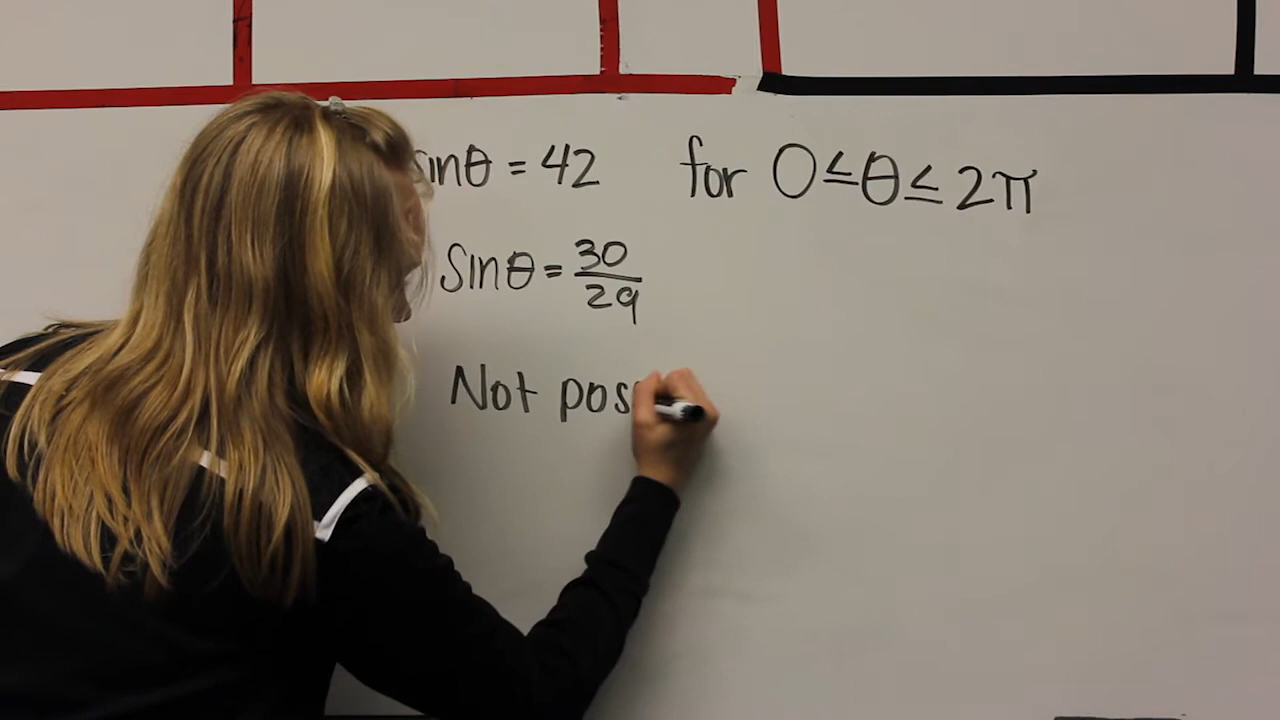 sinθ = 42 for 0 ≤ θ ≤ 2π
Sinθ = 30/29
Not pos